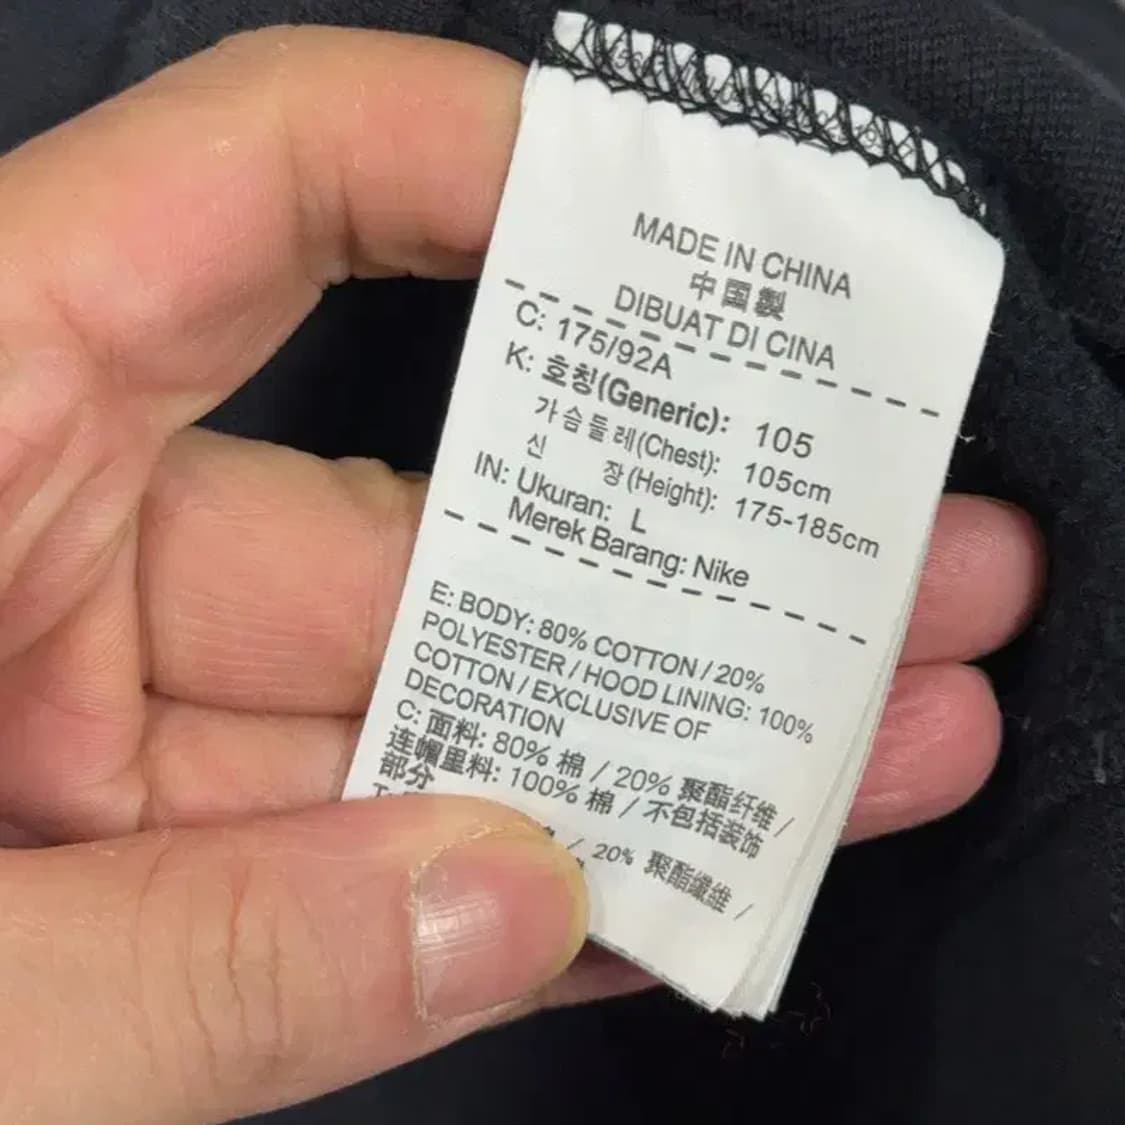 MADE IN CHINA
中国製
DIBUAT DI CINA
C: 175/92A
K: 호칭(Generic): 105
가슴둘레(Chest): 105cm
신 장(Height): 175-185cm
IN: Ukuran: L
Merek Barang: Nike
E: BODY: 80% COTTON / 20%
POLYESTER / HOOD LINING: 100%
COTTON / EXCLUSIVE OF
DECORATION
C: 面料: 80% 棉 / 20% 聚酯纤维 /
连帽里料: 100% 棉 / 不包括装饰
部分
/ 20% 聚酯纖維 /